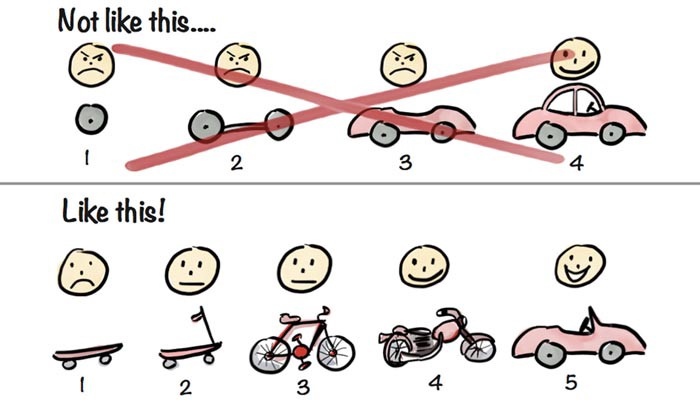 Not like this....
1 2 3 4
Like this!
1 2 3 4 5